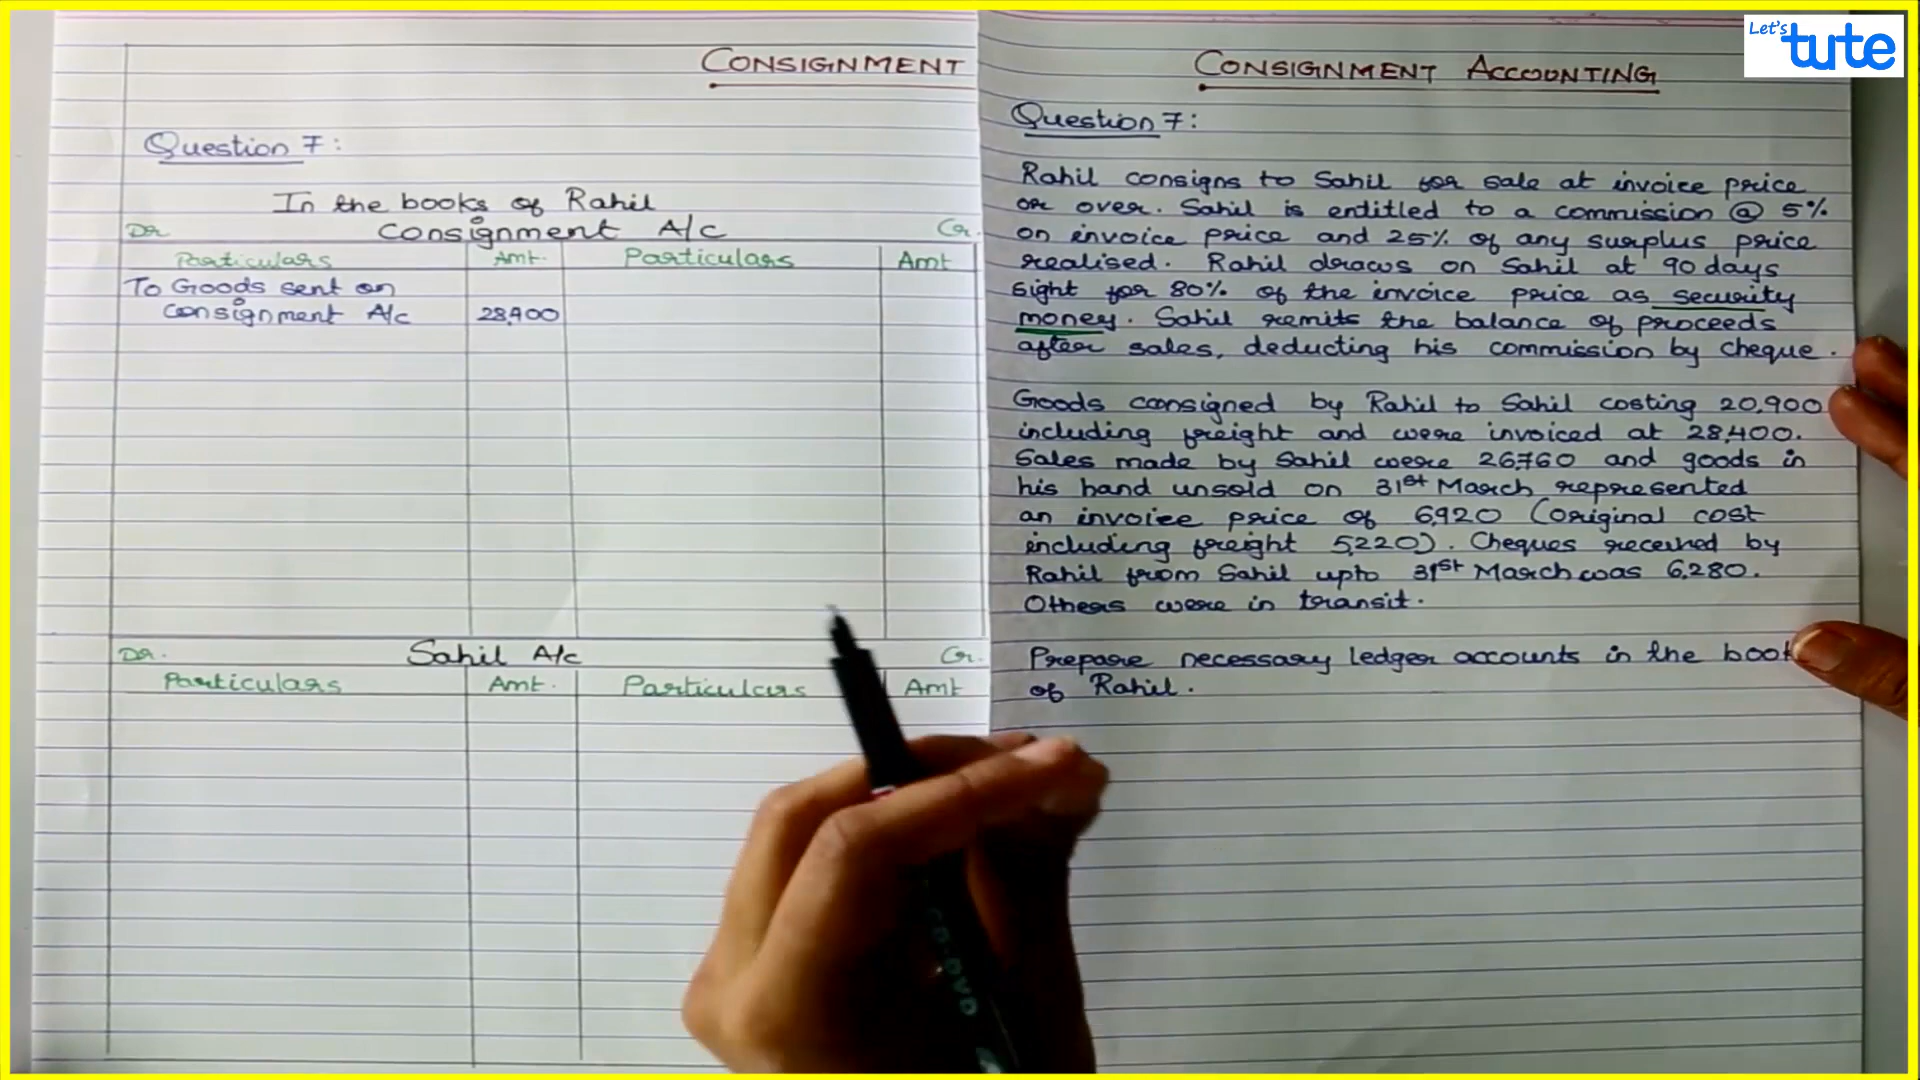 CONSIGNMENT
Question 7:
In the books of Rahil
Dr. Consignment A/c Cr.
Particulars Amt. Particulars Amt
To Goods sent on
Consignment A/c 28,400
Dr. Sahil A/c Cr.
Particulars Amt. Particulars Amt
Let's tute
CONSIGNMENT ACCOUNTING
Question 7:
Rahil consigns to Sahil for sale at invoice price
or over. Sahil is entitled to a commission @ 5%
on invoice price and 25% of any surplus price
realised. Rahil draws on Sahil at 90 days
sight for 80% of the invoice price as security
money. Sahil remits the balance of proceeds
after sales, deducting his commission by cheque.
Goods consigned by Rahil to Sahil costing 20,900
including freight and were invoiced at 28,400.
Sales made by Sahil were 26,760 and goods in
his hand unsold on 31st March represented
an invoice price of 6,920 (original cost
including freight 5,220). Cheques received by
Rahil from Sahil upto 31st March was 6,280.
Others were in transit.
Prepare necessary ledger accounts in the book
of Rahil.